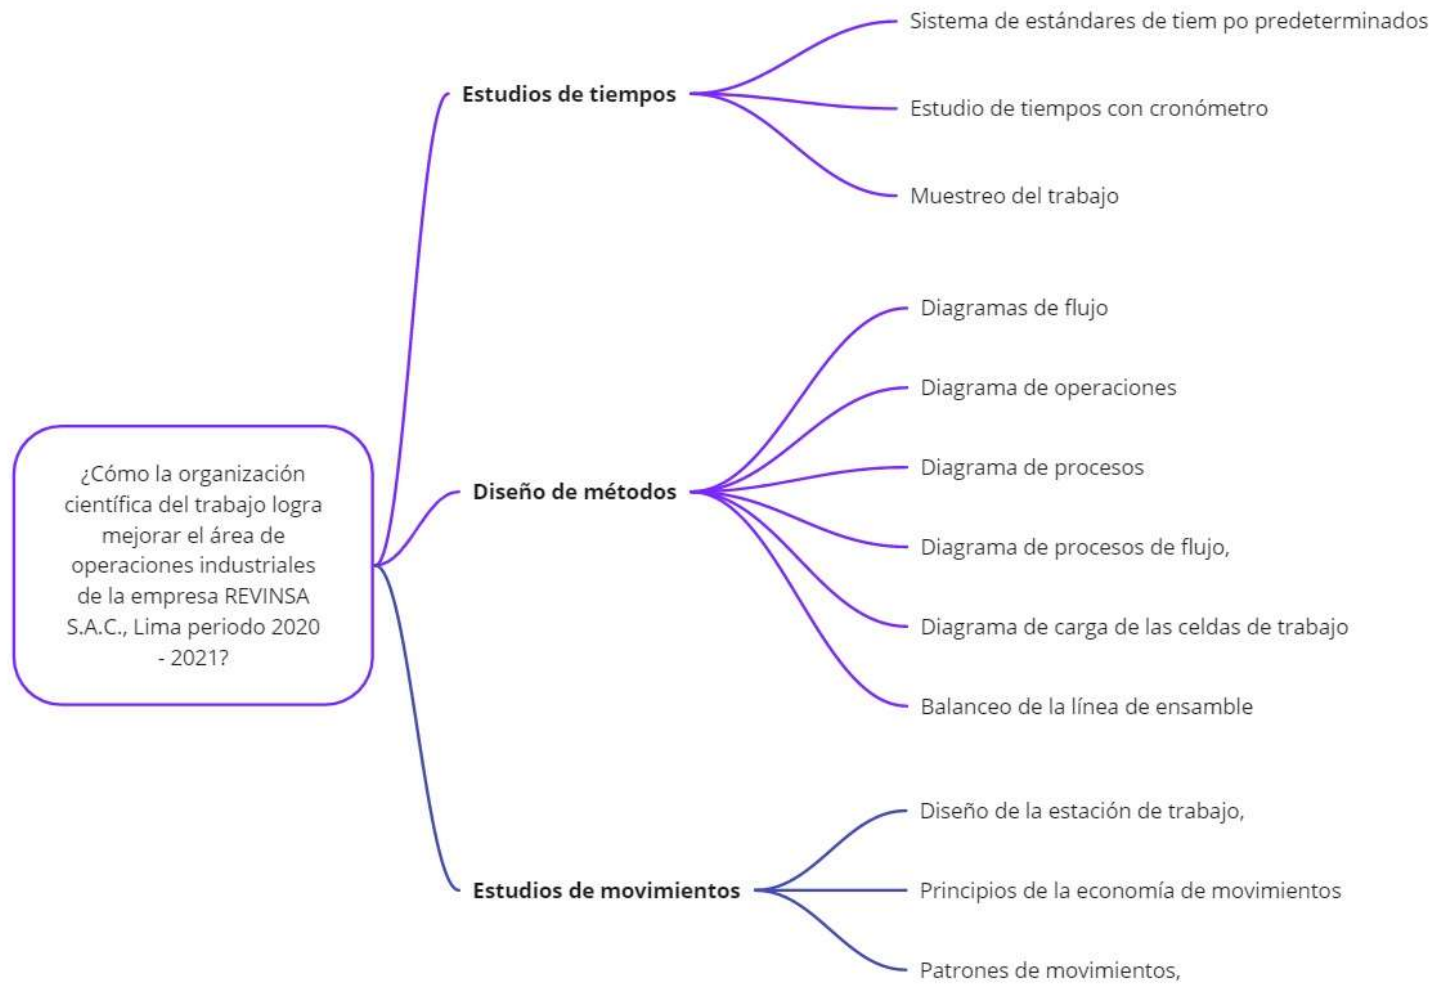 Sistema de estándares de tiem po predeterminados
Estudios de tiempos
Estudio de tiempos con cronómetro
Muestreo del trabajo
¿Cómo la organización
científica del trabajo logra
mejorar el área de
operaciones industriales
de la empresa REVINSA
S.A.C., Lima periodo 2020
- 2021?
Diseño de métodos
Diagramas de flujo
Diagrama de operaciones
Diagrama de procesos
Diagrama de procesos de flujo,
Diagrama de carga de las celdas de trabajo
Balanceo de la línea de ensamble
Estudios de movimientos
Diseño de la estación de trabajo,
Principios de la economía de movimientos
Patrones de movimientos,